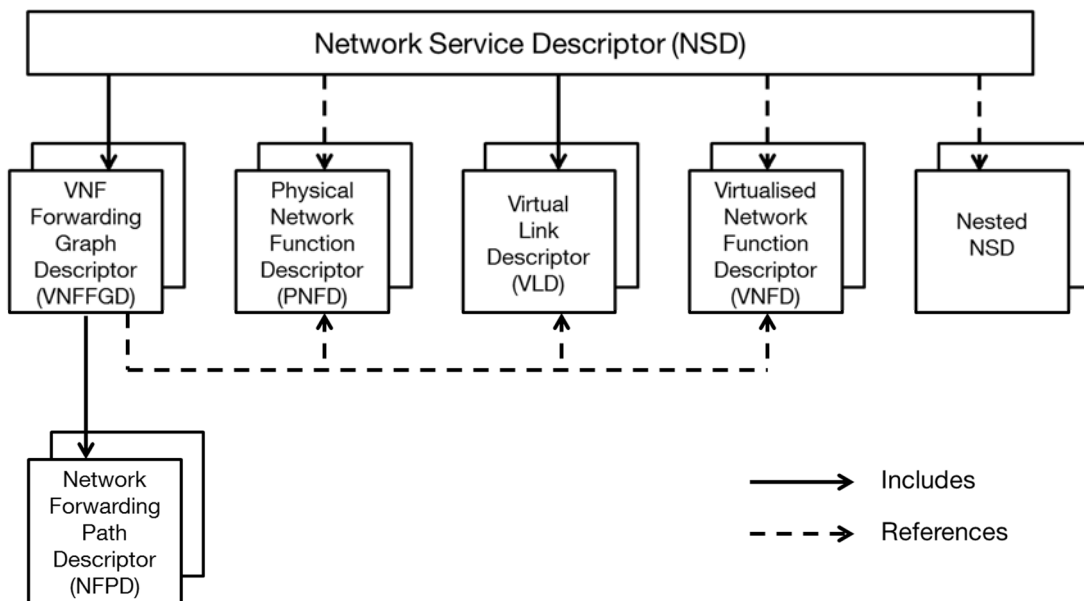 Network Service Descriptor (NSD)
VNF
Forwarding
Graph
Descriptor
(VNFFGD)
Physical
Network
Function
Descriptor
(PNFD)
Virtual
Link
Descriptor
(VLD)
Virtualised
Network
Function
Descriptor
(VNFD)
Nested
NSD
Network
Forwarding
Path
Descriptor
(NFPD)
Includes
References